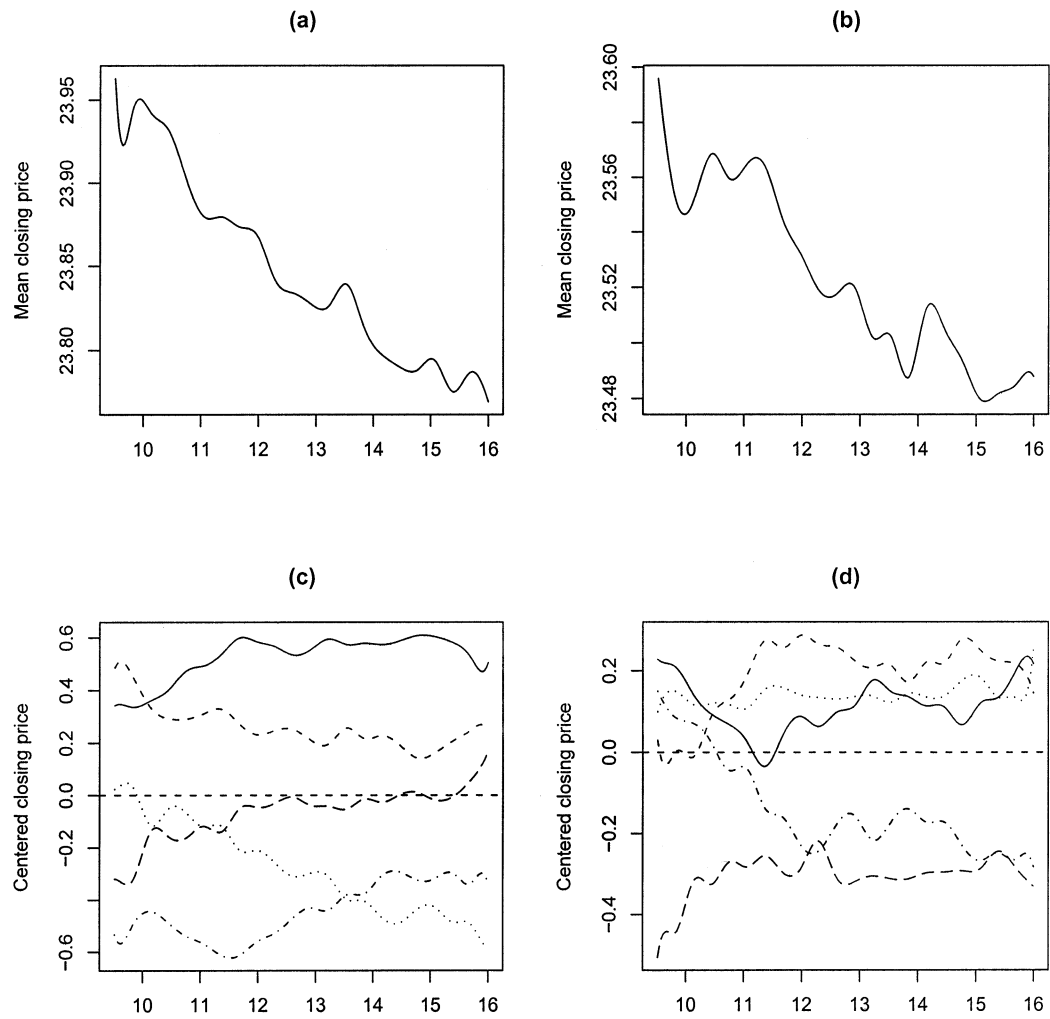 (a)
Mean closing price
23.95
23.90
23.85
23.80
10 11 12 13 14 15 16
(b)
Mean closing price
23.60
23.56
23.52
23.48
10 11 12 13 14 15 16
(c)
Centered closing price
0.6
0.4
0.2
0.0
−0.2
−0.6
10 11 12 13 14 15 16
(d)
Centered closing price
0.2
0.0
−0.2
−0.4
10 11 12 13 14 15 16